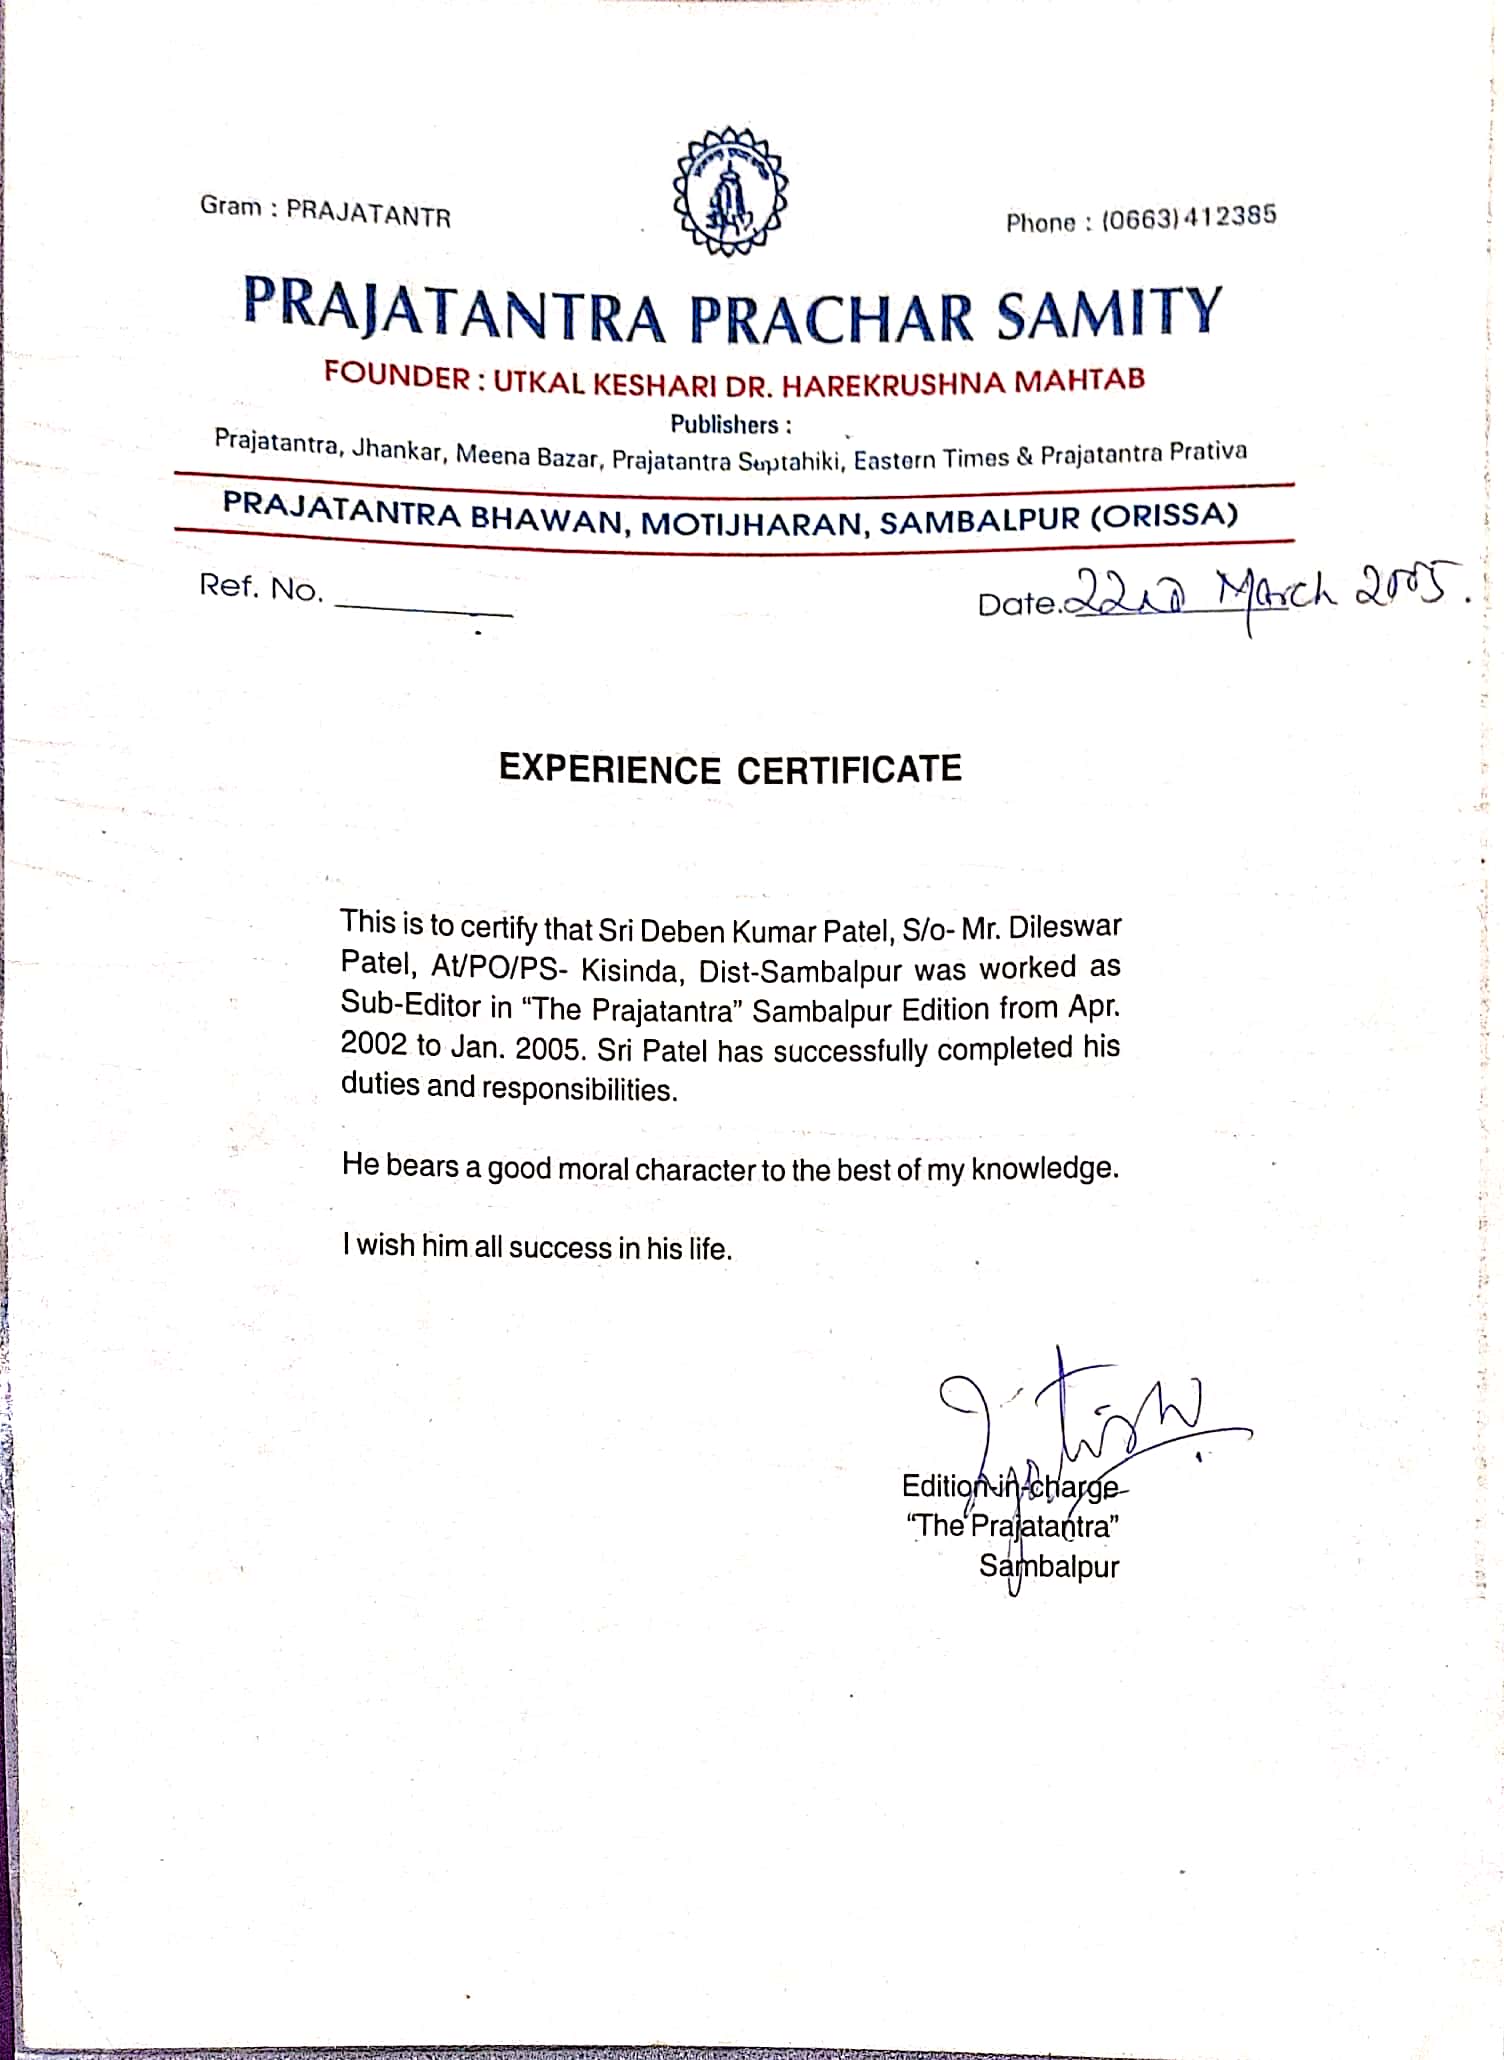 Gram : PRAJATANTR
Phone : (0663) 412385
PRAJATANTRA PRACHAR SAMITY
FOUNDER : UTKAL KESHARI DR. HAREKRUSHNA MAHTAB
Publishers :
Prajatantra, Jhankar, Meena Bazar, Prajatantra Saptahiki, Eastern Times & Prajatantra Prativa
PRAJATANTRA BHAWAN, MOTIJHARAN, SAMBALPUR (ORISSA)
Ref. No.
Date. 22nd March 2005.
EXPERIENCE CERTIFICATE
This is to certify that Sri Deben Kumar Patel, S/o- Mr. Dileswar
Patel, At/PO/PS- Kisinda, Dist-Sambalpur was worked as
Sub-Editor in “The Prajatantra” Sambalpur Edition from Apr.
2002 to Jan. 2005. Sri Patel has successfully completed his
duties and responsibilities.
He bears a good moral character to the best of my knowledge.
I wish him all success in his life.
Edition-in-charge
“The Prajatantra”
Sambalpur